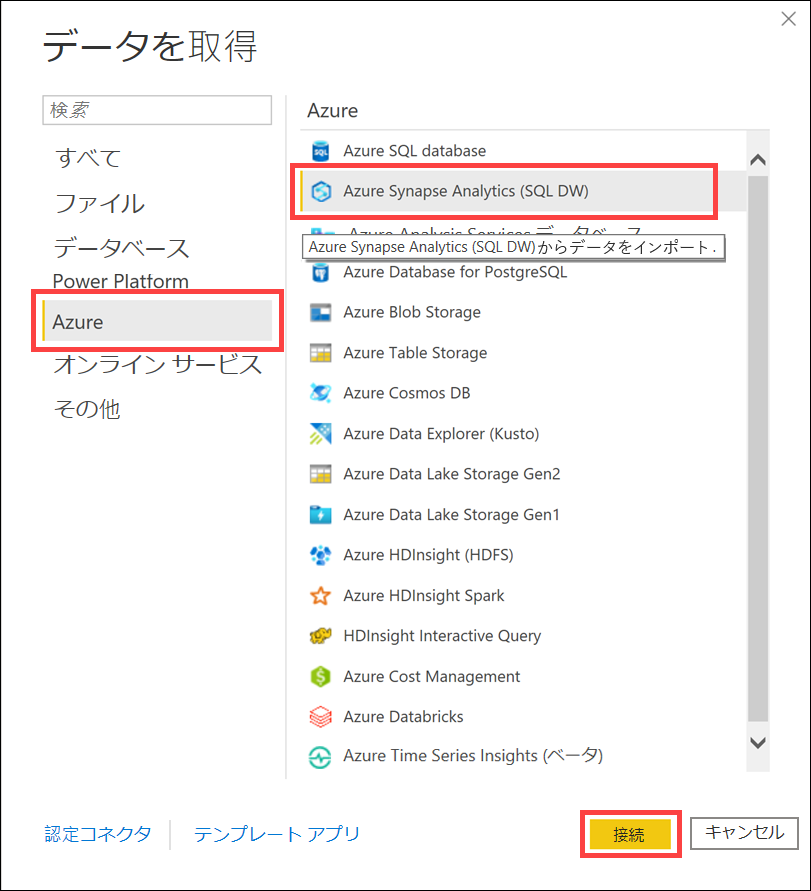 データを取得
検索
すべて
ファイル
データベース
Power Platform
Azure
オンライン サービス
その他
Azure
Azure SQL database
Azure Synapse Analytics (SQL DW)
Azure Analysis Services データベース
Azure Synapse Analytics (SQL DW)からデータをインポート.
Azure Database for PostgreSQL
Azure Blob Storage
Azure Table Storage
Azure Cosmos DB
Azure Data Explorer (Kusto)
Azure Data Lake Storage Gen2
Azure Data Lake Storage Gen1
Azure HDInsight (HDFS)
Azure HDInsight Spark
HDInsight Interactive Query
Azure Cost Management
Azure Databricks
Azure Time Series Insights (ベータ)
認定コネクタ
テンプレート アプリ
接続
キャンセル